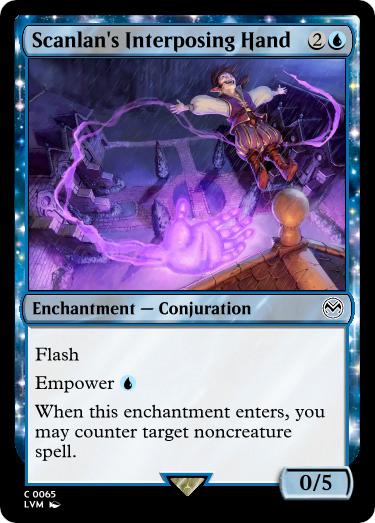 Scanlan's Interposing Hand 2
Enchantment — Conjuration
Flash
Empower
When this enchantment enters, you
may counter target noncreature
spell.
0/5
C 0065
LVM